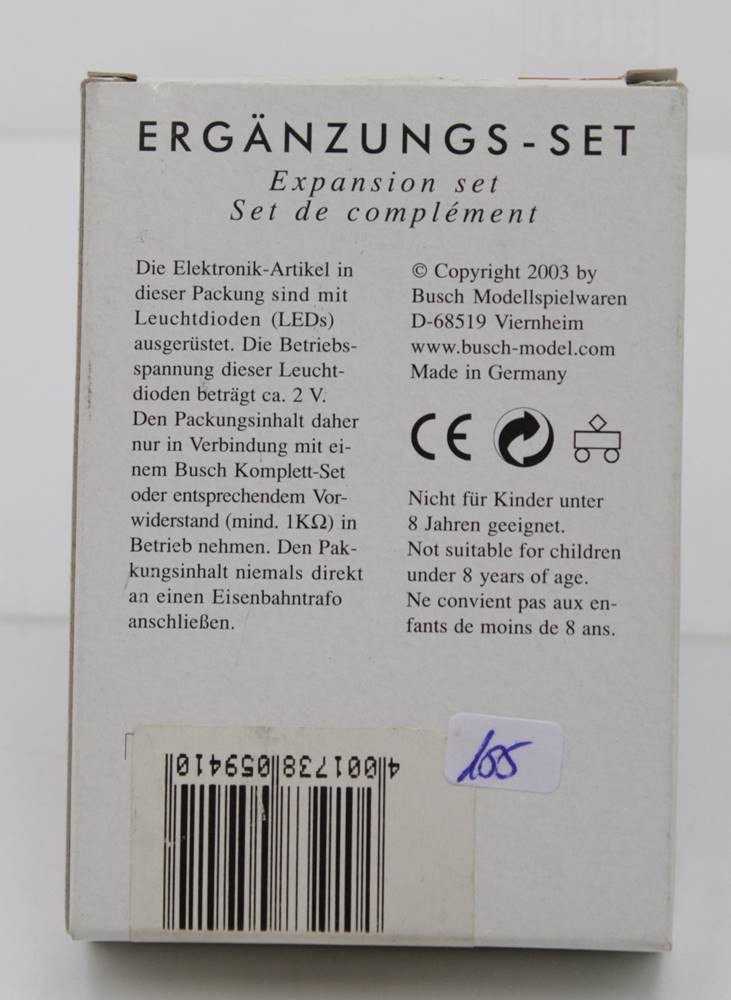 ERGÄNZUNGS-SET
Expansion set
Set de complément
Die Elektronik-Artikel in
dieser Packung sind mit
Leuchtdioden (LEDs)
ausgerüstet. Die Betriebs-
spannung dieser Leucht-
dioden beträgt ca. 2 V.
Den Packungsinhalt daher
nur in Verbindung mit ei-
nem Busch Komplett-Set
oder entsprechendem Vor-
widerstand (mind. 1KΩ) in
Betrieb nehmen. Den Pak-
kungsinhalt niemals direkt
an einen Eisenbahntrafo
anschließen.
© Copyright 2003 by
Busch Modellspielwaren
D-68519 Viernheim
www.busch-model.com
Made in Germany
CE
Nicht für Kinder unter
8 Jahren geeignet.
Not suitable for children
under 8 years of age.
Ne convient pas aux en-
fants de moins de 8 ans.
4 001738 059410